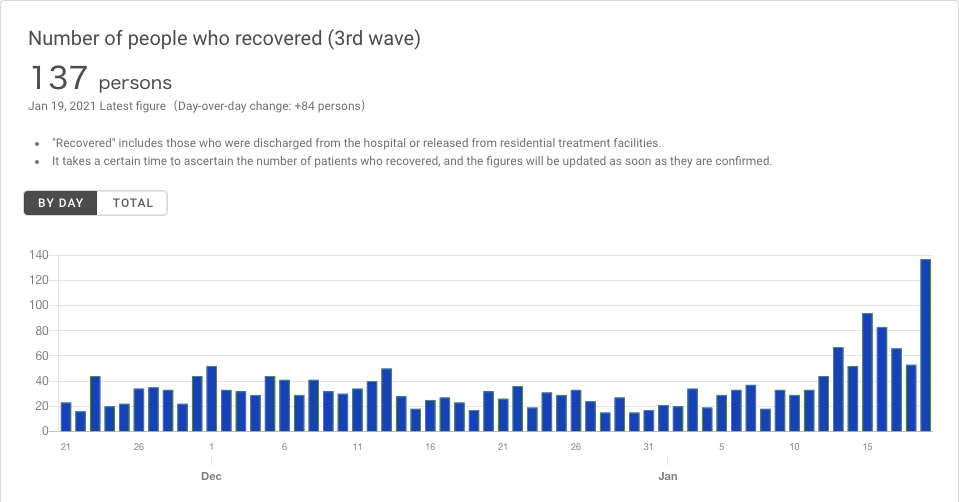 Number of people who recovered (3rd wave)
137 persons
Jan 19, 2021 Latest figure（Day-over-day change: +84 persons）
• "Recovered" includes those who were discharged from the hospital or released from residential treatment facilities.
• It takes a certain time to ascertain the number of patients who recovered, and the figures will be updated as soon as they are confirmed.
BY DAY TOTAL
140
120
100
80
60
40
20
0
21 26 1 6 11 16 21 26 31 5 10 15
Dec Jan